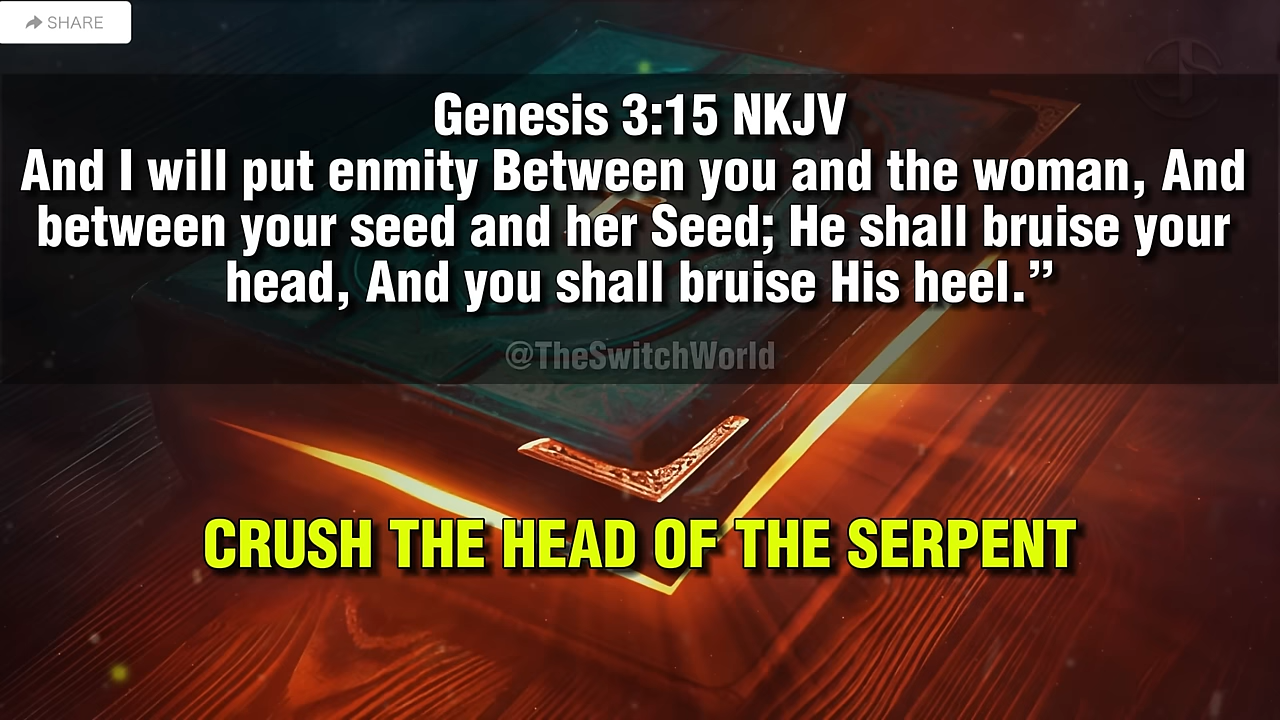 SHARE
Genesis 3:15 NKJV
And I will put enmity Between you and the woman, And
between your seed and her Seed; He shall bruise your
head, And you shall bruise His heel.”
@TheSwitchWorld
CRUSH THE HEAD OF THE SERPENT